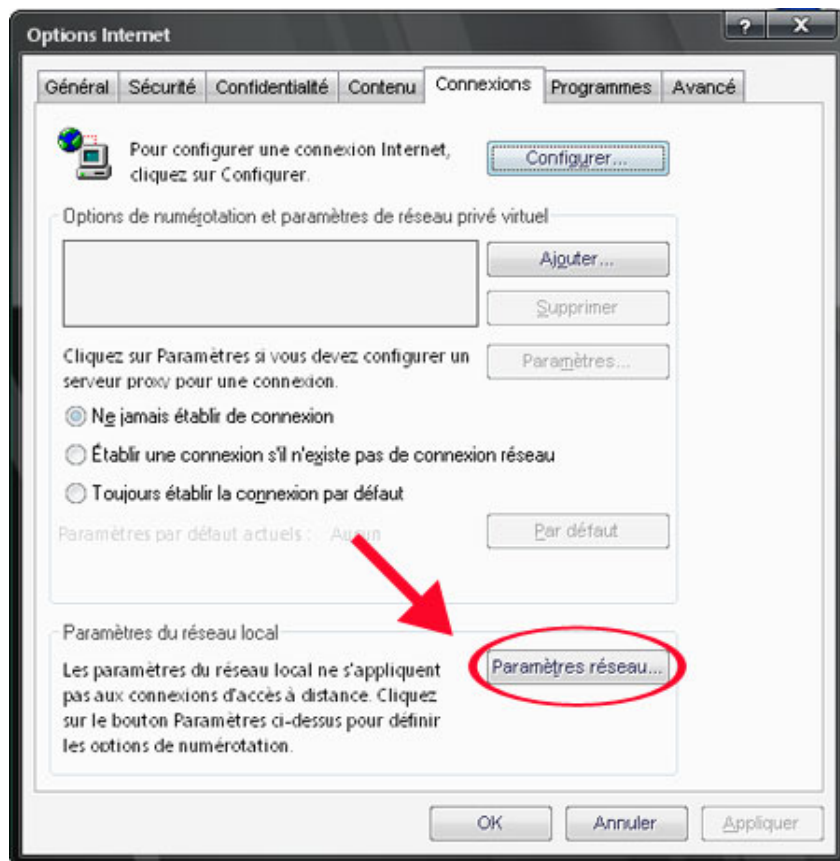 Options Internet
? X
Général Sécurité Confidentialité Contenu Connexions Programmes Avancé
Pour configurer une connexion Internet,
cliquez sur Configurer.
Configurer...
Options de numérotation et paramètres de réseau privé virtuel
Ajouter...
Supprimer
Cliquez sur Paramètres si vous devez configurer un
serveur proxy pour une connexion.
Paramètres...
Ne jamais établir de connexion
Établir une connexion s'il n'existe pas de connexion réseau
Toujours établir la connexion par défaut
Paramètres par défaut actuels : Aucun
Par défaut
Paramètres du réseau local
Les paramètres du réseau local ne s'appliquent
pas aux connexions d'accès à distance. Cliquez
sur le bouton Paramètres ci-dessus pour définir
les options de numérotation.
Paramètres réseau...
OK Annuler Appliquer